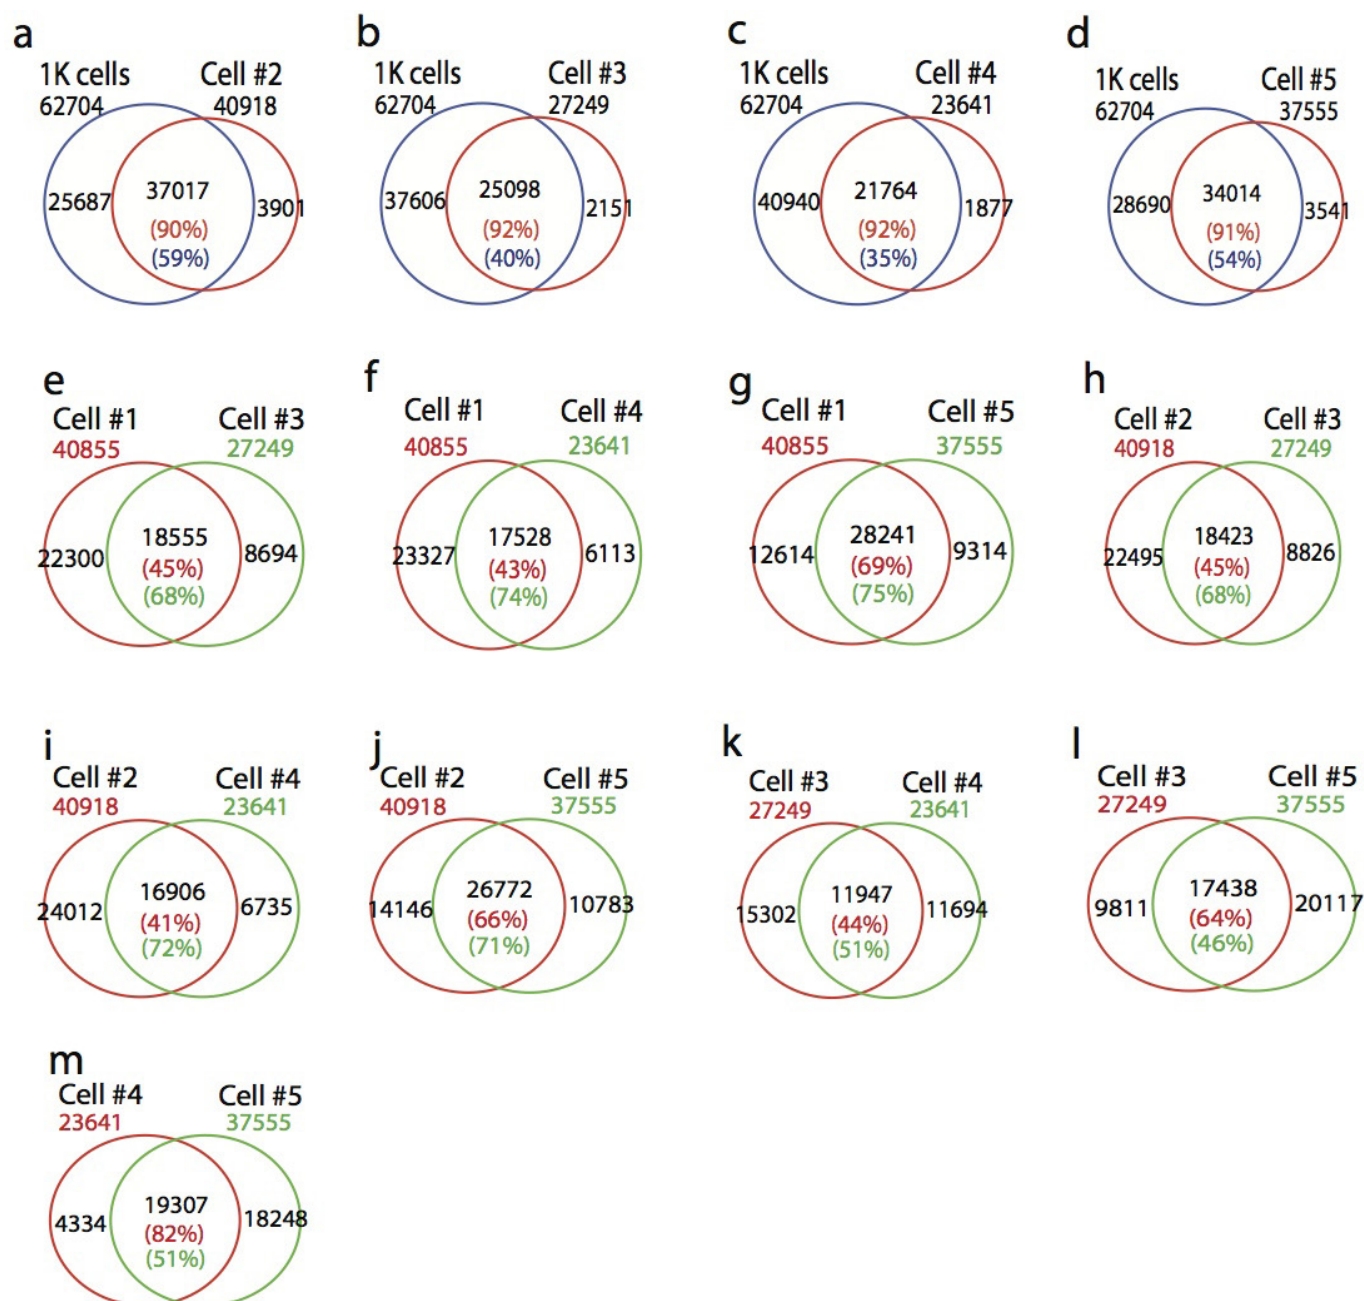 a
1K cells Cell #2
62704 40918
25687 37017 3901
(90%)
(59%)
b
1K cells Cell #3
62704 27249
37606 25098 2151
(92%)
(40%)
c
1K cells Cell #4
62704 23641
40940 21764 1877
(92%)
(35%)
d
1K cells Cell #5
62704 37555
28690 34014 3541
(91%)
(54%)
e
Cell #1 Cell #3
40855 27249
22300 18555 8694
(45%)
(68%)
f
Cell #1 Cell #4
40855 23641
23327 17528 6113
(43%)
(74%)
g
Cell #1 Cell #5
40855 37555
12614 28241 9314
(69%)
(75%)
h
Cell #2 Cell #3
40918 27249
22495 18423 8826
(45%)
(68%)
i
Cell #2 Cell #4
40918 23641
24012 16906 6735
(41%)
(72%)
j
Cell #2 Cell #5
40918 37555
14146 26772 10783
(66%)
(71%)
k
Cell #3 Cell #4
27249 23641
15302 11947 11694
(44%)
(51%)
l
Cell #3 Cell #5
27249 37555
9811 17438 20117
(64%)
(46%)
m
Cell #4 Cell #5
23641 37555
4334 19307 18248
(82%)
(51%)